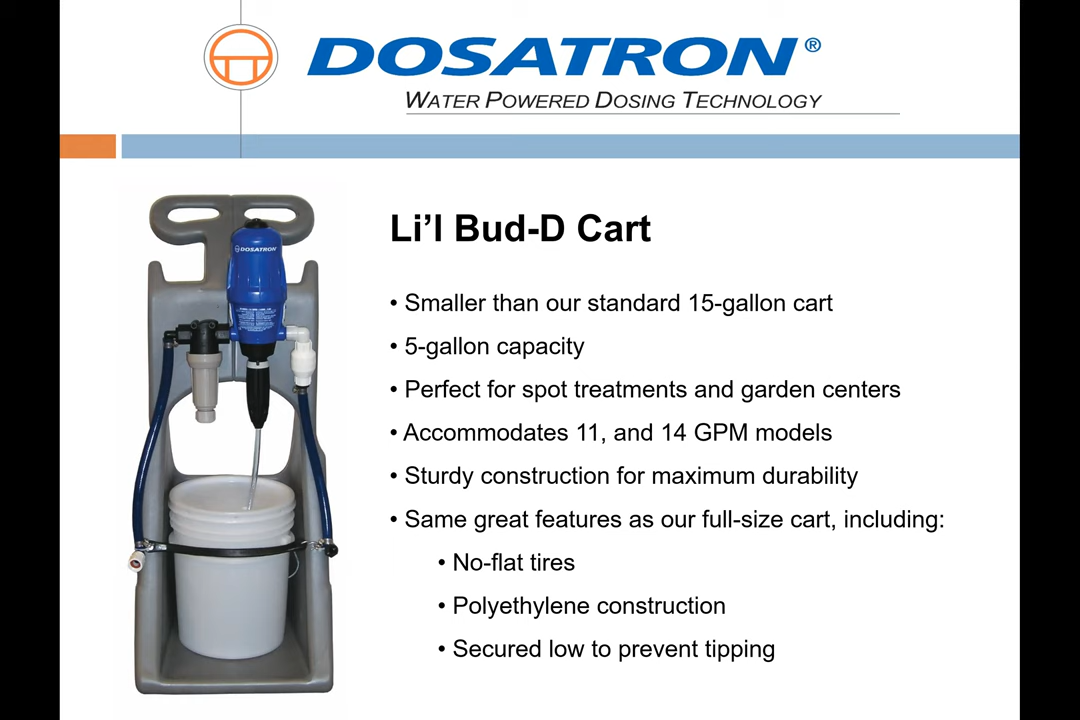 DOSATRON®
WATER POWERED DOSING TECHNOLOGY
DOSATRON
Li’l Bud-D Cart
• Smaller than our standard 15-gallon cart
• 5-gallon capacity
• Perfect for spot treatments and garden centers
• Accommodates 11, and 14 GPM models
• Sturdy construction for maximum durability
• Same great features as our full-size cart, including:
• No-flat tires
• Polyethylene construction
• Secured low to prevent tipping